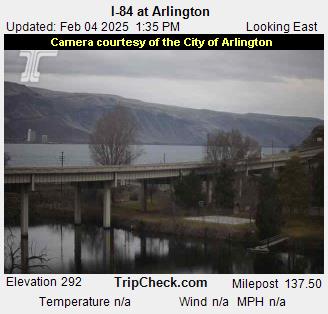 I-84 at Arlington
Updated: Feb 04 2025 1:35 PM Looking East
Camera courtesy of the City of Arlington
Elevation 292 TripCheck.com Milepost 137.50
Temperature n/a Wind n/a MPH n/a